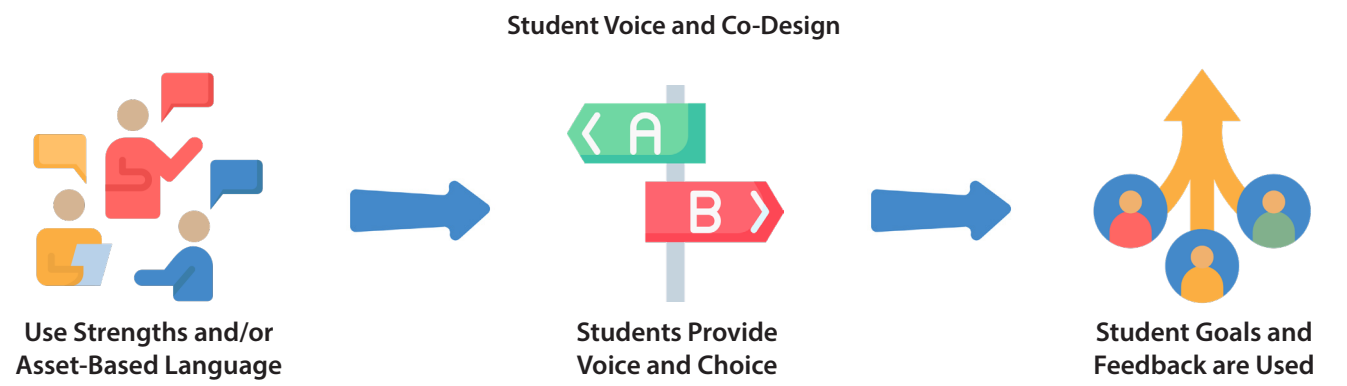 Student Voice and Co-Design
A
B
Use Strengths and/or
Asset-Based Language
Students Provide
Voice and Choice
Student Goals and
Feedback are Used